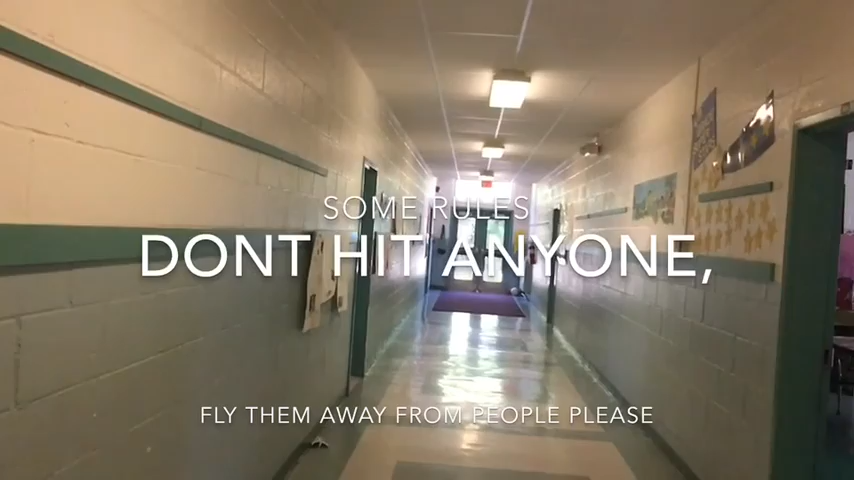 SOME RULES
DONT HIT ANYONE,
FLY THEM AWAY FROM PEOPLE PLEASE